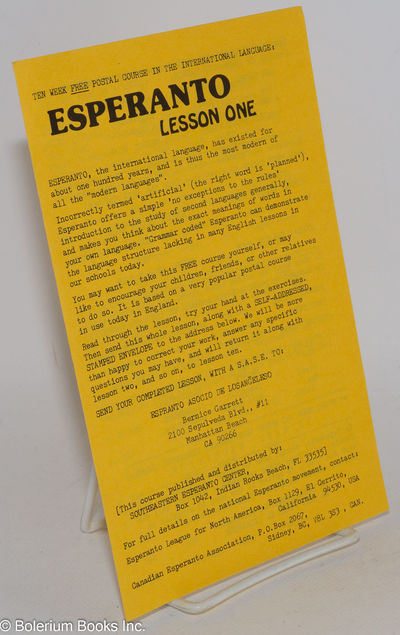 TEN WEEK FREE POSTAL COURSE IN THE INTERNATIONAL LANGUAGE:
ESPERANTO
LESSON ONE
ESPERANTO, the international language, has existed for
about one hundred years, and is thus the most modern of
all the "modern languages".
Incorrectly termed 'artificial' (the right word is 'planned'),
Esperanto offers a simple 'no exceptions to the rules'
introduction to the study of second languages generally,
and makes you think about the exact meanings of words in
your own language. "Grammar coded" Esperanto can demonstrate
the language structure lacking in many English lessons in
our schools today.
You may want to take this FREE course yourself, or may
like to encourage your children, friends, or other relatives
to do so. It is based on a very popular postal course
in use today in England.
Read through the lesson, try your hand at the exercises.
Then send this whole lesson, along with a SELF-ADDRESSED,
STAMPED ENVELOPE to the address below. We will be more
than happy to correct your work, answer any specific
questions you may have, and will return it along with
lesson two, and so on, to lesson ten.
SEND YOUR COMPLETED LESSON, WITH A S.A.S.E. TO:
ESPRANTO ASOCIO DE LOSANĜELESO
Bernice Garrett
2100 Sepulveda Blvd., #11
Manhattan Beach
CA 90266
[This course published and distributed by:
SOUTHEASTERN ESPERANTO CENTER,
Box 1042, Indian Rocks Beach, FL 33535]
For full details on the national Esperanto movement, contact:
Esperanto League for North America, Box 1129, El Cerrito,
California 94530, USA
Canadian Esperanto Association, P.O.Box 2067,
Sidney, BC, V8L 3S3 . CAN.
© Bolerium Books Inc.